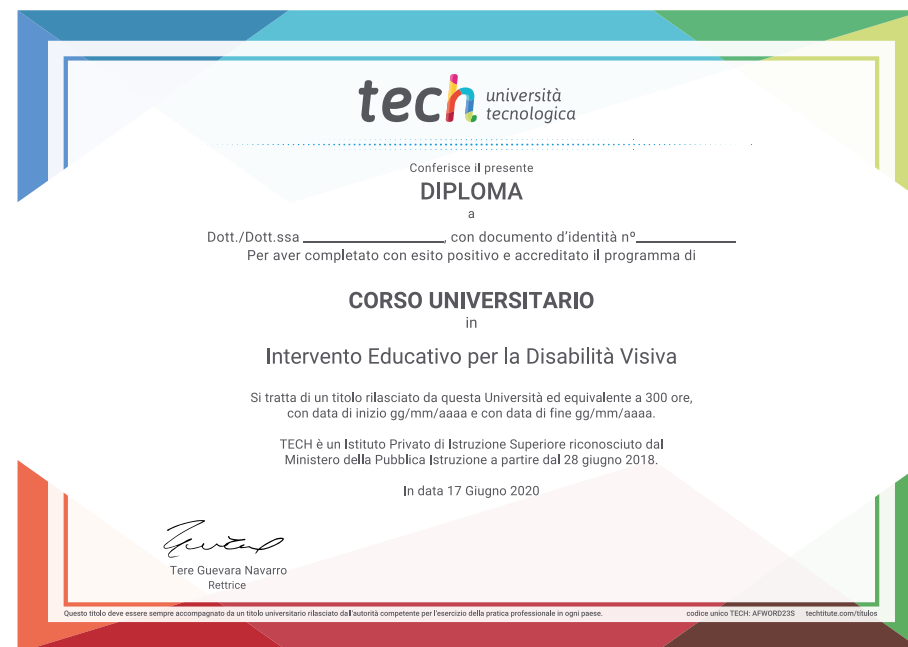 tech università
tecnologica
Conferisce il presente
DIPLOMA
a
Dott./Dott.ssa ____________________, con documento d'identità nº______________
Per aver completato con esito positivo e accreditato il programma di
CORSO UNIVERSITARIO
in
Intervento Educativo per la Disabilità Visiva
Si tratta di un titolo rilasciato da questa Università ed equivalente a 300 ore,
con data di inizio gg/mm/aaaa e con data di fine gg/mm/aaaa.
TECH è un Istituto Privato di Istruzione Superiore riconosciuto dal
Ministero della Pubblica Istruzione a partire dal 28 giugno 2018.
In data 17 Giugno 2020
Tere Guevara Navarro
Rettrice
Questo titolo deve essere sempre accompagnato da un titolo universitario rilasciato dall'autorità competente per l'esercizio della pratica professionale in ogni paese. codice unico TECH: AFWORD23S techtitute.com/titulos